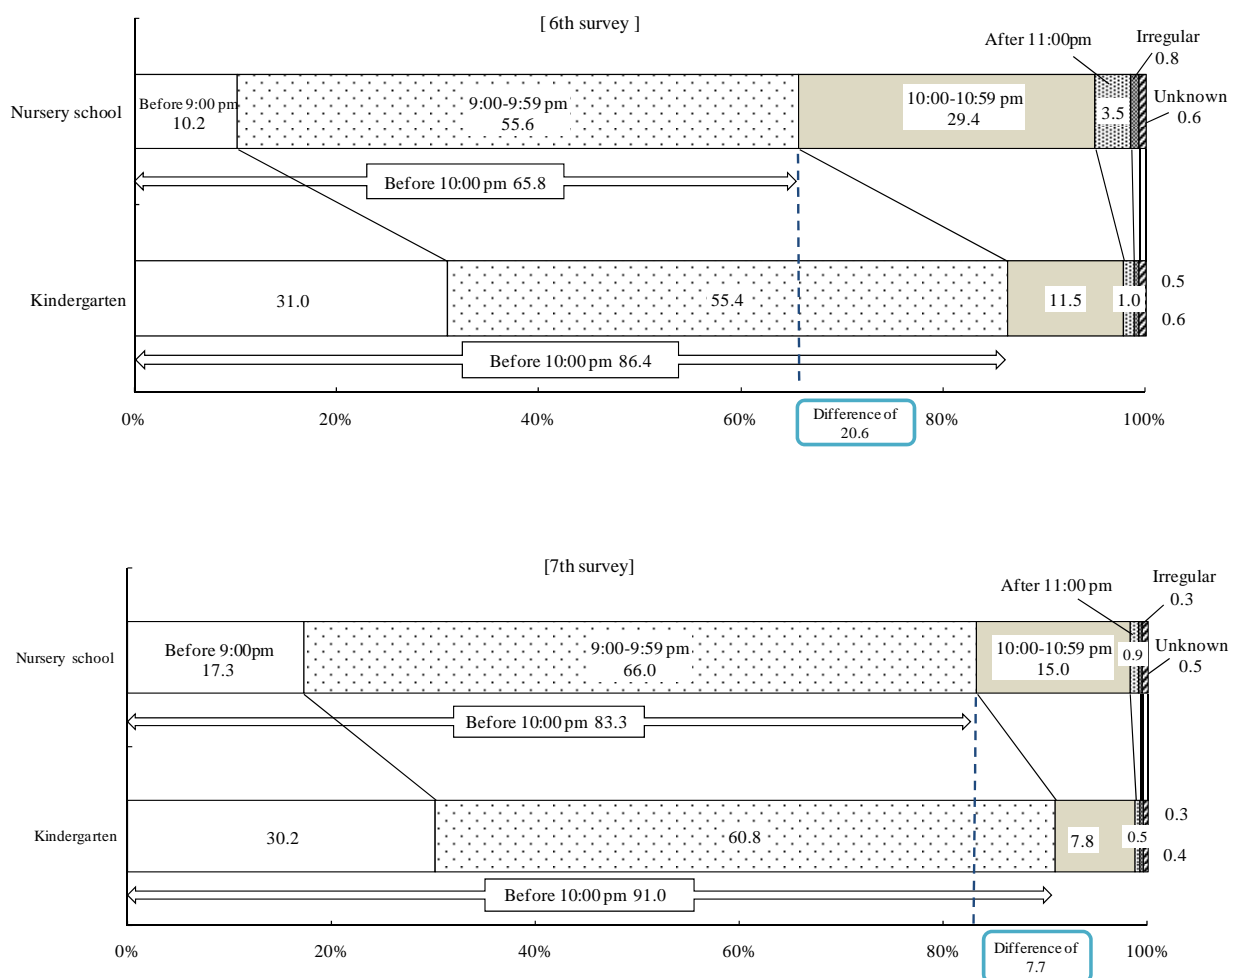 [ 6th survey ]
After 11:00pm
Irregular
0.8
Nursery school
Before 9:00 pm
10.2
9:00-9:59 pm
55.6
10:00-10:59 pm
29.4
3.5
Unknown
0.6
Before 10:00 pm 65.8
Kindergarten
31.0
55.4
11.5
1.0
0.5
0.6
Before 10:00 pm 86.4
0%
20%
40%
60%
80%
100%
Difference of
20.6
[7th survey]
After 11:00 pm
Irregular
0.3
Nursery school
Before 9:00pm
17.3
9:00-9:59 pm
66.0
10:00-10:59 pm
15.0
0.9
Unknown
0.5
Before 10:00 pm 83.3
Kindergarten
30.2
60.8
7.8
0.5
0.3
0.4
Before 10:00 pm 91.0
0%
20%
40%
60%
80%
100%
Difference of
7.7